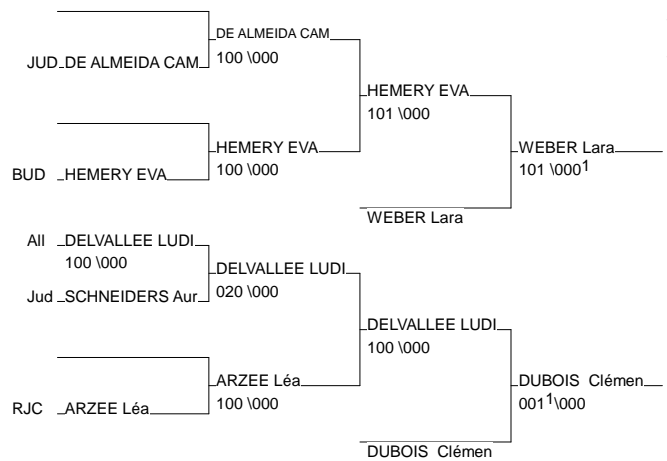 DE ALMEIDA CAM
JUD DE ALMEIDA CAM 100 \000
HEMERY EVA
101 \000
HEMERY EVA
WEBER Lara
BUD HEMERY EVA 100 \000
101 \000¹
WEBER Lara
All DELVALLEE LUDI
100 \000
DELVALLEE LUDI
Jud SCHNEIDERS Aur 020 \000
DELVALLEE LUDI
100 \000
ARZEE Léa
DUBOIS Clémen
RJC ARZEE Léa 100 \000
001¹\000
DUBOIS Clémen